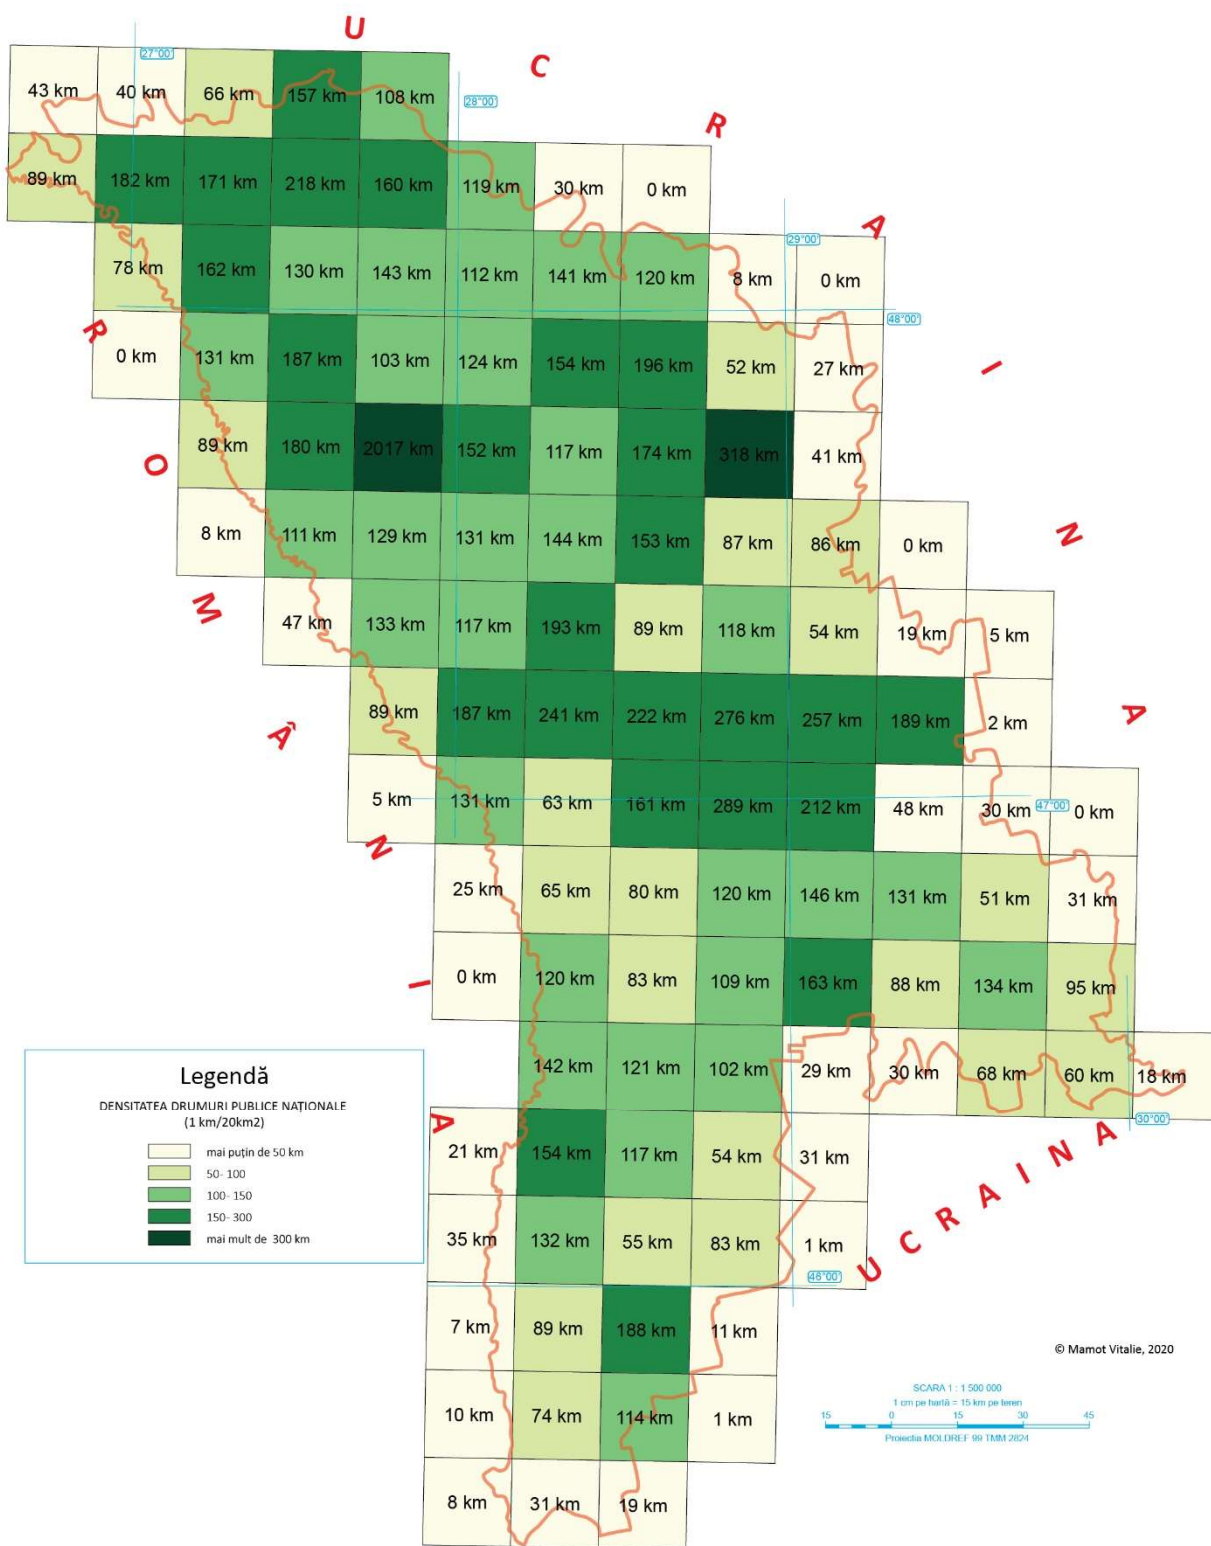 U
C
R
A
I
N
A
R
O
M
Â
N
I
A
U C R A I N A
27°00'
28°00'
29°00'
48°00'
47°00'
30°00'
46°00'
43 km 40 km 66 km 157 km 108 km
89 km 182 km 171 km 218 km 160 km 119 km 30 km 0 km
78 km 162 km 130 km 143 km 112 km 141 km 120 km 8 km 0 km
0 km 131 km 187 km 103 km 124 km 154 km 196 km 52 km 27 km
89 km 180 km 2017 km 152 km 117 km 174 km 318 km 41 km
8 km 111 km 129 km 131 km 144 km 153 km 87 km 86 km 0 km
47 km 133 km 117 km 193 km 89 km 118 km 54 km 19 km 5 km
89 km 187 km 241 km 222 km 276 km 257 km 189 km 2 km
5 km 131 km 63 km 161 km 289 km 212 km 48 km 30 km 0 km
25 km 65 km 80 km 120 km 146 km 131 km 51 km 31 km
0 km 120 km 83 km 109 km 163 km 88 km 134 km 95 km
142 km 121 km 102 km 29 km 30 km 68 km 60 km 18 km
21 km 154 km 117 km 54 km 31 km
35 km 132 km 55 km 83 km 1 km
7 km 89 km 188 km 11 km
10 km 74 km 114 km 1 km
8 km 31 km 19 km
Legendă
DENSITATEA DRUMURI PUBLICE NAȚIONALE
(1 km/20km2)
mai puțin de 50 km
50- 100
100- 150
150- 300
mai mult de 300 km
© Mamot Vitalie, 2020
SCARA 1 : 1 500 000
1 cm pe hartă = 15 km pe teren
15 0 15 30 45
Proiectia MOLDREF 99 TMM 2824